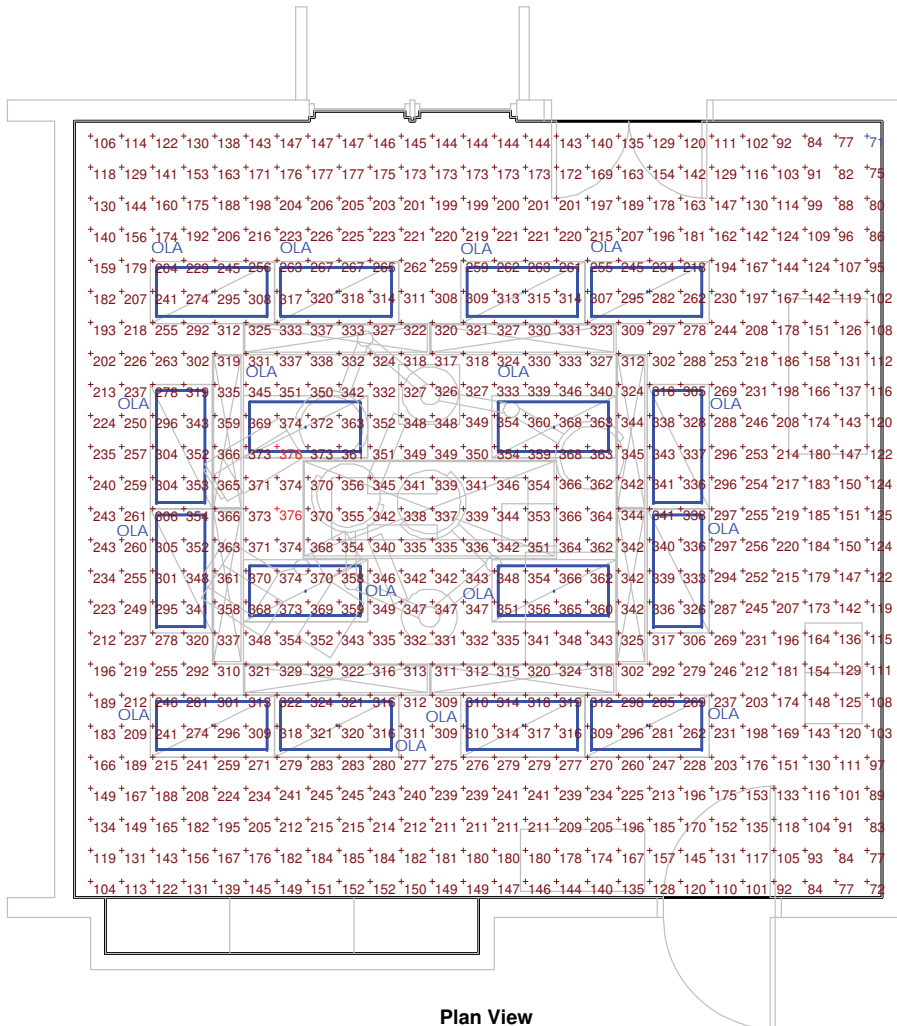 106 114 122 130 138 143 147 147 147 146 145 144 144 144 144 143 140 135 129 120 111 102 92 84 77 71
118 129 141 153 163 171 176 177 177 175 173 172 173 173 173 172 169 163 154 142 129 116 103 91 82 75
130 144 160 175 188 198 204 206 205 203 201 199 199 200 201 201 197 189 178 163 147 130 114 99 88 80
140 156 174 192 206 216 223 226 225 223 221 220 219 221 221 220 215 207 196 181 162 142 124 109 96 86
OLA OLA OLA OLA
159 179 204 229 245 256 263 267 267 265 262 259 259 262 263 261 255 245 234 218 194 167 144 124 107 95
182 207 241 274 295 308 317 320 318 314 311 308 309 313 315 314 307 295 282 262 230 197 167 142 119 102
193 218 255 292 312 325 333 337 333 327 322 320 321 327 330 331 323 309 297 278 244 208 178 151 126 108
202 226 263 302 319 331 337 338 332 324 318 317 318 324 330 333 327 312 302 288 253 218 186 158 131 112
OLA OLA
213 237 278 319 335 345 351 350 342 332 327 326 327 333 339 346 340 324 316 305 269 231 198 166 137 116
OLA OLA
224 250 296 343 359 369 374 372 363 352 348 348 349 354 360 368 363 344 338 328 288 246 208 174 143 120
235 257 304 352 366 373 376 373 361 351 349 349 350 354 359 368 363 345 343 337 296 253 214 180 147 122
240 259 304 353 365 371 374 370 356 345 341 339 341 346 354 366 362 342 341 336 296 254 217 184 151 124
243 261 306 354 366 373 376 370 355 342 338 337 339 344 353 366 364 344 341 338 297 255 219 185 151 125
OLA OLA
243 260 305 352 363 371 374 368 354 340 335 335 336 342 351 364 362 342 340 336 297 256 220 184 150 124
234 255 301 348 361 370 374 370 358 346 342 342 343 348 354 366 362 342 339 333 294 252 215 179 147 122
OLA OLA
223 249 295 341 358 368 373 369 359 349 347 347 347 351 356 365 360 342 336 326 287 245 207 173 142 119
212 237 278 320 337 348 354 352 343 335 332 331 332 335 341 348 343 325 317 306 269 231 196 164 136 115
196 219 255 292 310 321 329 329 322 316 313 311 312 315 320 324 318 302 292 279 246 212 181 154 129 111
189 212 246 281 301 313 322 324 321 316 312 309 310 314 318 319 312 298 285 269 237 203 174 148 125 108
OLA OLA OLA
183 209 241 274 296 309 318 321 320 316 311 309 310 314 317 316 309 296 281 262 231 198 169 143 120 103
OLA
166 189 215 241 259 271 279 283 283 280 277 275 276 279 279 277 270 260 247 228 203 176 151 130 111 97
149 167 188 208 224 234 241 245 245 243 240 239 239 241 241 239 234 225 213 196 175 153 133 116 101 89
134 149 165 182 195 205 212 215 215 214 212 211 211 211 211 209 205 196 185 170 152 135 118 104 91 83
119 131 143 156 167 176 182 184 185 184 182 181 180 180 180 178 174 167 157 145 131 117 105 93 84 77
104 113 122 131 139 145 149 151 152 152 150 149 149 147 146 144 140 135 128 120 110 101 92 84 77 72
Plan View